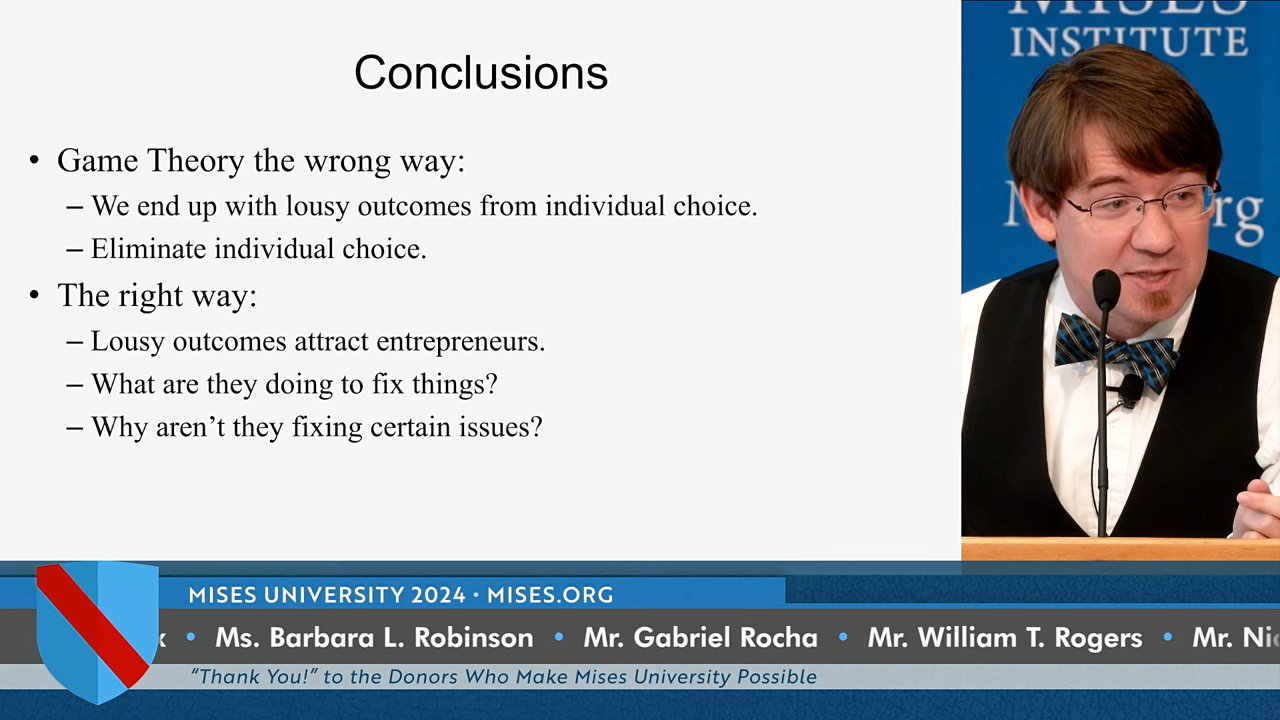 Conclusions
• Game Theory the wrong way:
– We end up with lousy outcomes from individual choice.
– Eliminate individual choice.
• The right way:
– Lousy outcomes attract entrepreneurs.
– What are they doing to fix things?
– Why aren’t they fixing certain issues?
MISES
INSTITUTE
MISES UNIVERSITY 2024 • MISES.ORG
• Ms. Barbara L. Robinson • Mr. Gabriel Rocha • Mr. William T. Rogers • Mr.
“Thank You!” to the Donors Who Make Mises University Possible